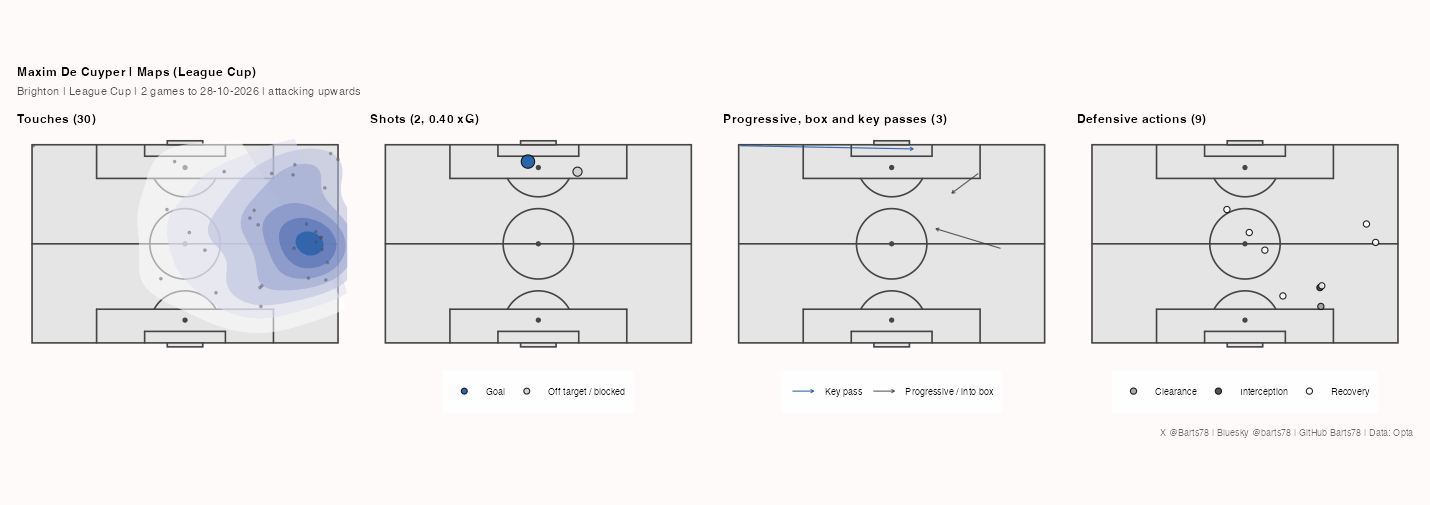 Maxim De Cuyper | Maps (League Cup)
Brighton | League Cup | 2 games to 28-10-2026 | attacking upwards
Touches (30)
Shots (2, 0.40 xG)
Progressive, box and key passes (3)
Defensive actions (9)
Goal
Off target / blocked
Key pass
Progressive / into box
Clearance
Interception
Recovery
X @Barts78 | Bluesky @barts78 | GitHub Barts78 | Data: Opta